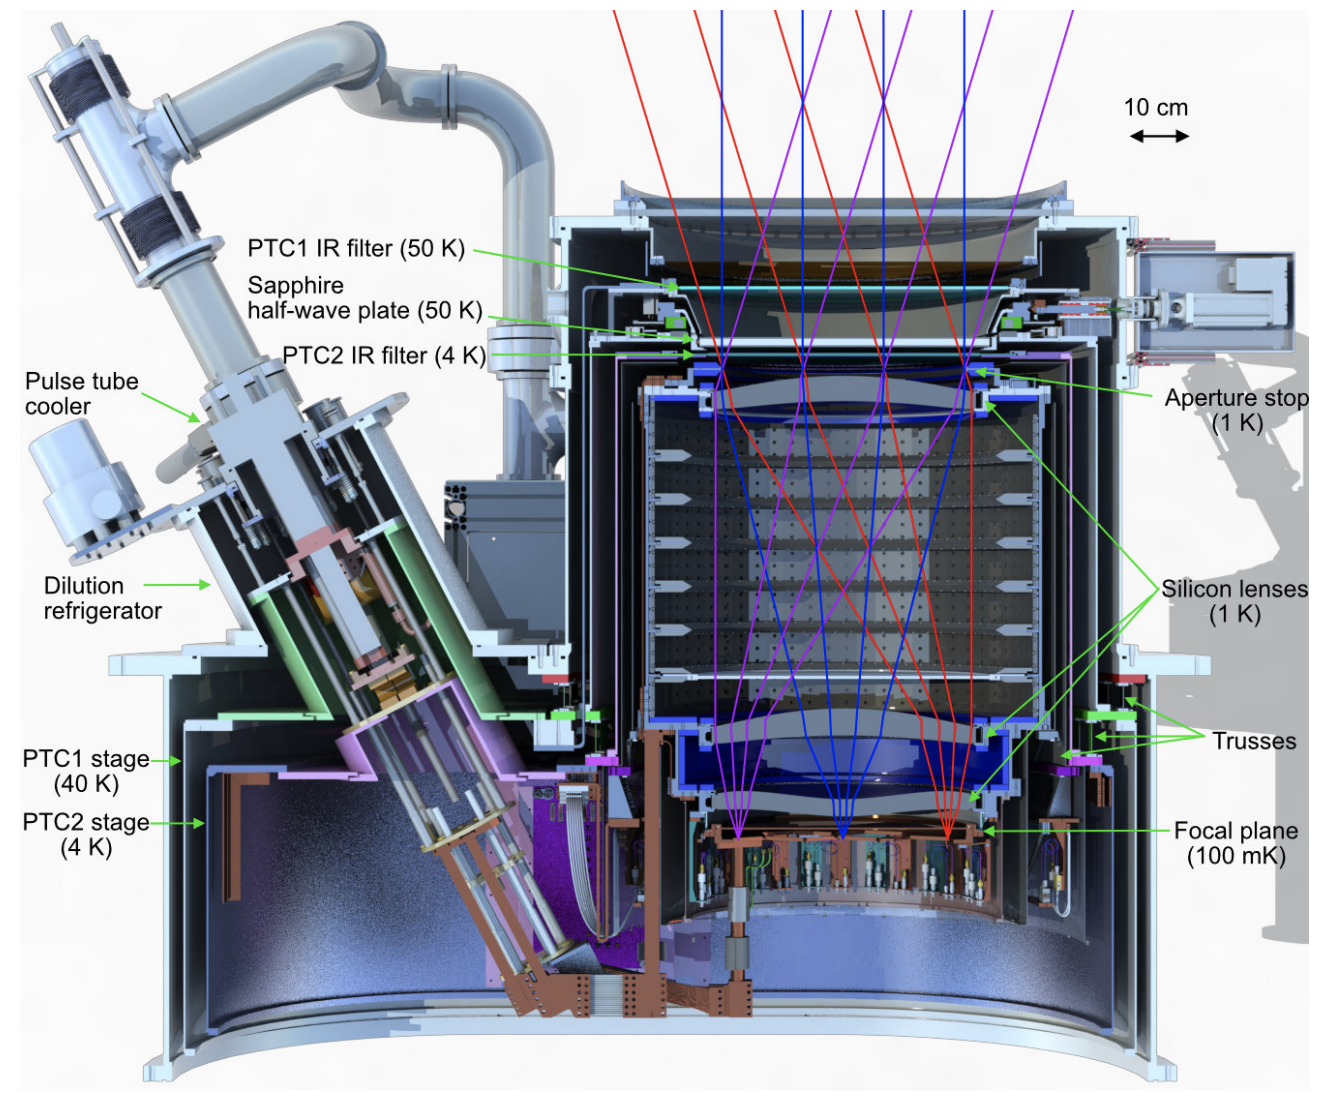 10 cm
PTC1 IR filter (50 K)
Sapphire
half-wave plate (50 K)
PTC2 IR filter (4 K)
Pulse tube
cooler
Aperture stop
(1 K)
Dilution
refrigerator
Silicon lenses
(1 K)
PTC1 stage
(40 K)
Trusses
PTC2 stage
(4 K)
Focal plane
(100 mK)